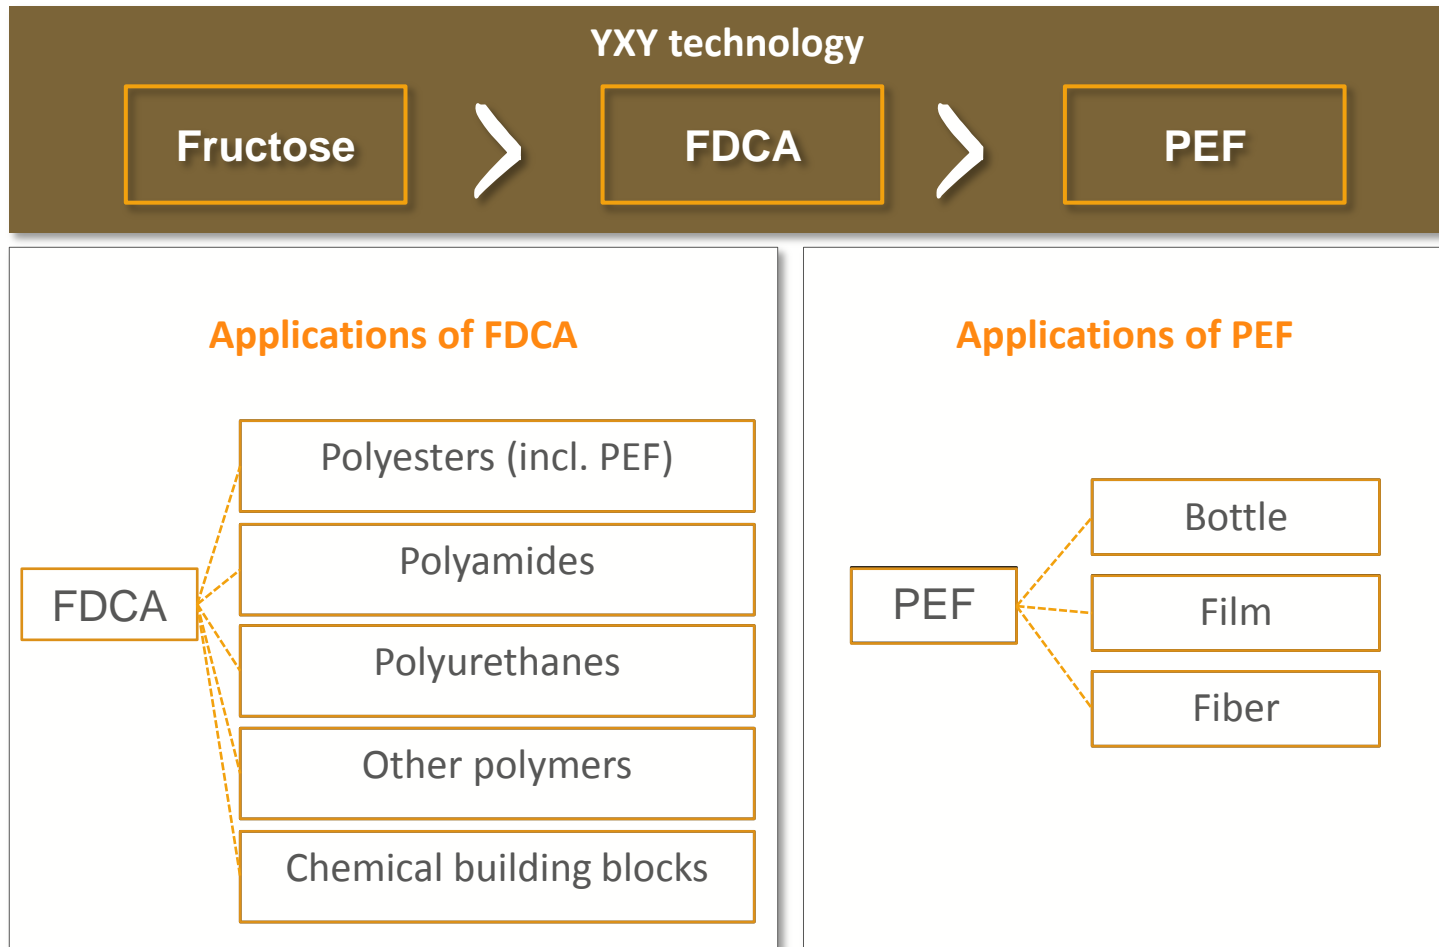 YXY technology
Fructose
FDCA
PEF
Applications of FDCA
FDCA
Polyesters (incl. PEF)
Polyamides
Polyurethanes
Other polymers
Chemical building blocks
Applications of PEF
PEF
Bottle
Film
Fiber